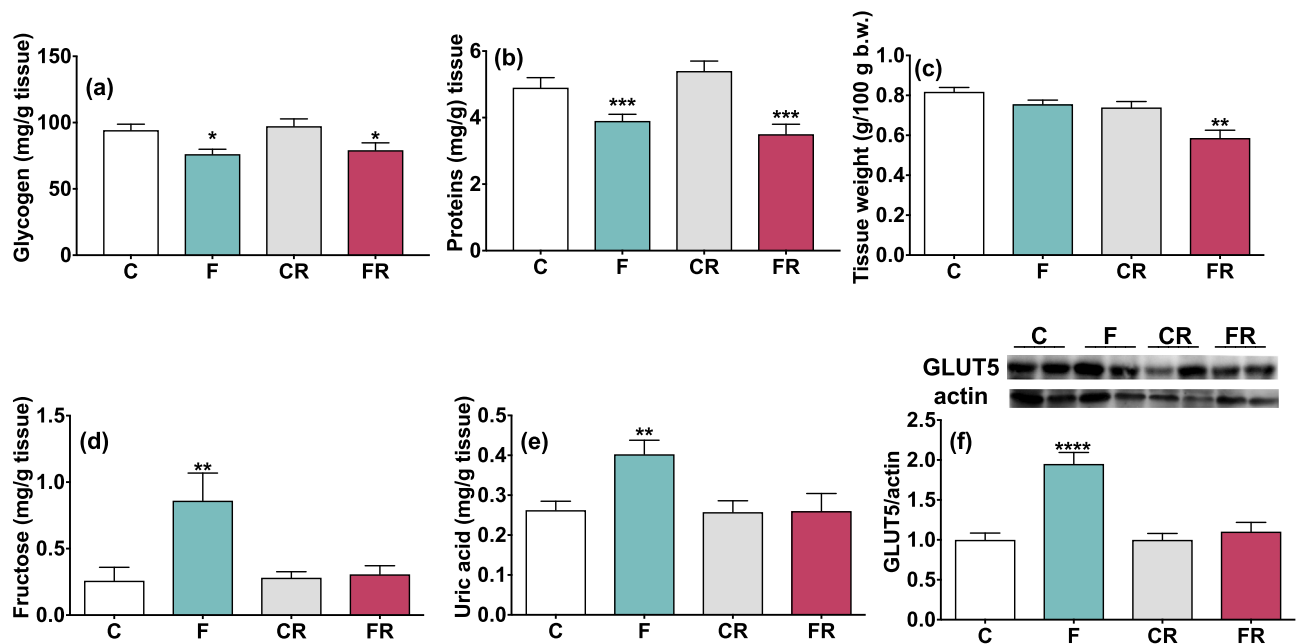 (a)
Glycogen (mg/g tissue)
150
100
50
0
*
*
C F CR FR
(b)
Proteins (mg/g) tissue
6
4
2
0
***
***
C F CR FR
(c)
Tissue weight (g/100 g b.w.)
1.0
0.8
0.6
0.4
0.2
0.0
**
C F CR FR
(d)
Fructose (mg/g tissue)
1.5
1.0
0.5
0.0
**
C F CR FR
(e)
Uric acid (mg/g tissue)
0.5
0.4
0.3
0.2
0.1
0.0
**
C F CR FR
C F CR FR
GLUT5
actin
(f)
GLUT5/actin
2.5
2.0
1.5
1.0
0.5
0.0
****
C F CR FR